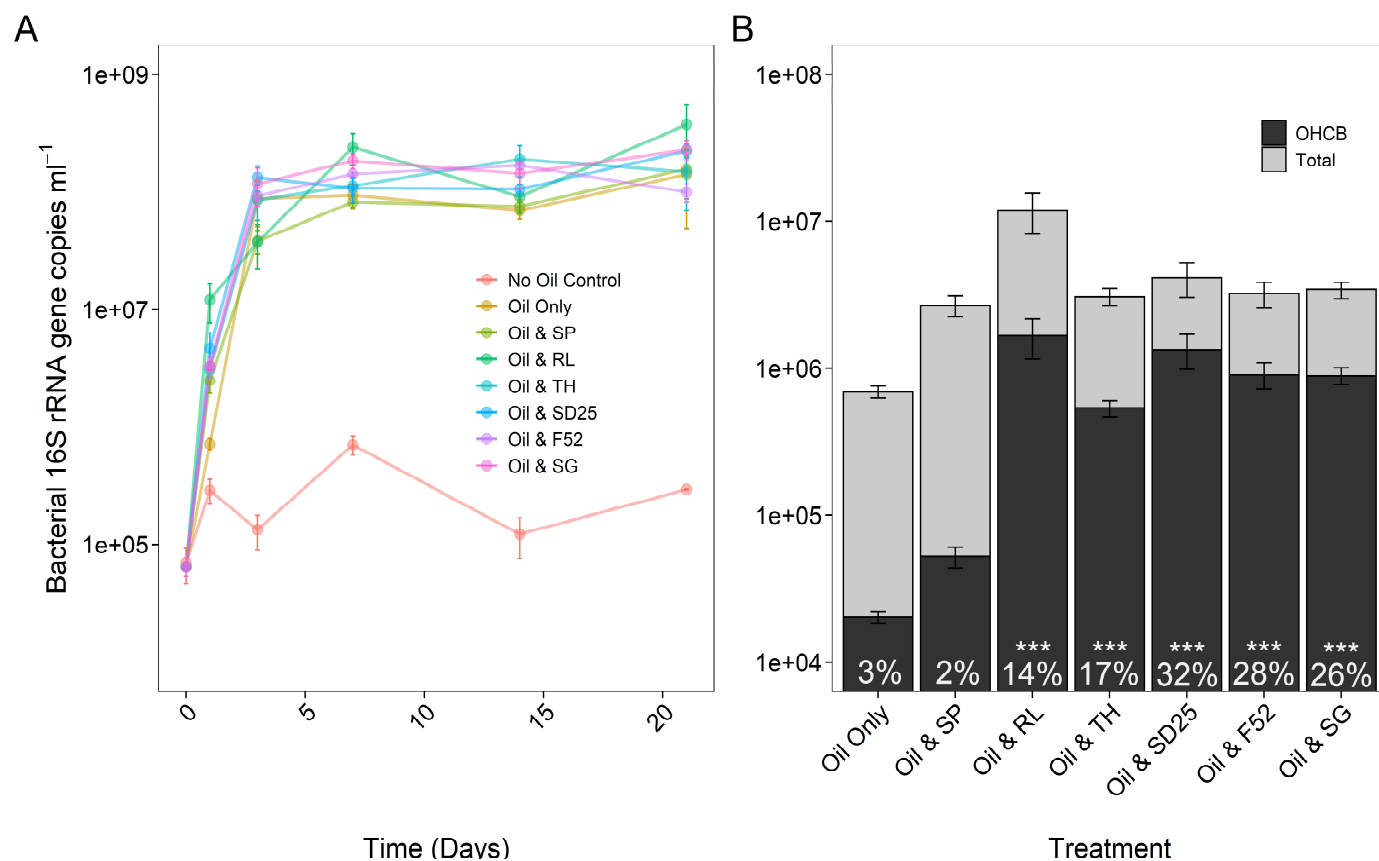 A
Bacterial 16S rRNA gene copies ml⁻¹
1e+09
1e+07
1e+05
0
5
10
15
20
Time (Days)
No Oil Control
Oil Only
Oil & SP
Oil & RL
Oil & TH
Oil & SD25
Oil & F52
Oil & SG
B
1e+08
1e+07
1e+06
1e+05
1e+04
OHCB
Total
*** *** *** *** ***
3% 2% 14% 17% 32% 28% 26%
Oil Only
Oil & SP
Oil & RL
Oil & TH
Oil & SD25
Oil & F52
Oil & SG
Treatment